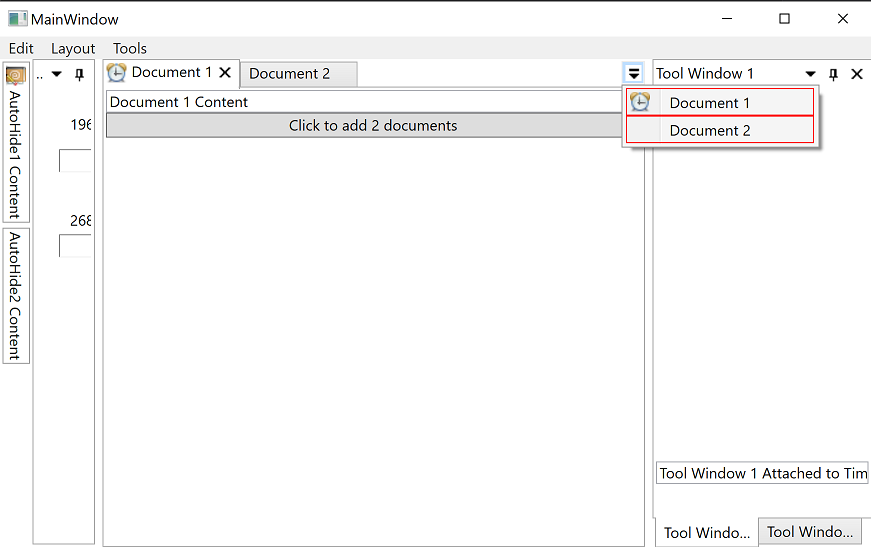 MainWindow
Edit Layout Tools
AutoHide1 Content
AutoHide2 Content
..
196
268
Document 1
Document 2
Document 1 Content
Click to add 2 documents
Tool Window 1
Document 1
Document 2
Tool Window 1 Attached to Tim
Tool Windo...
Tool Windo...